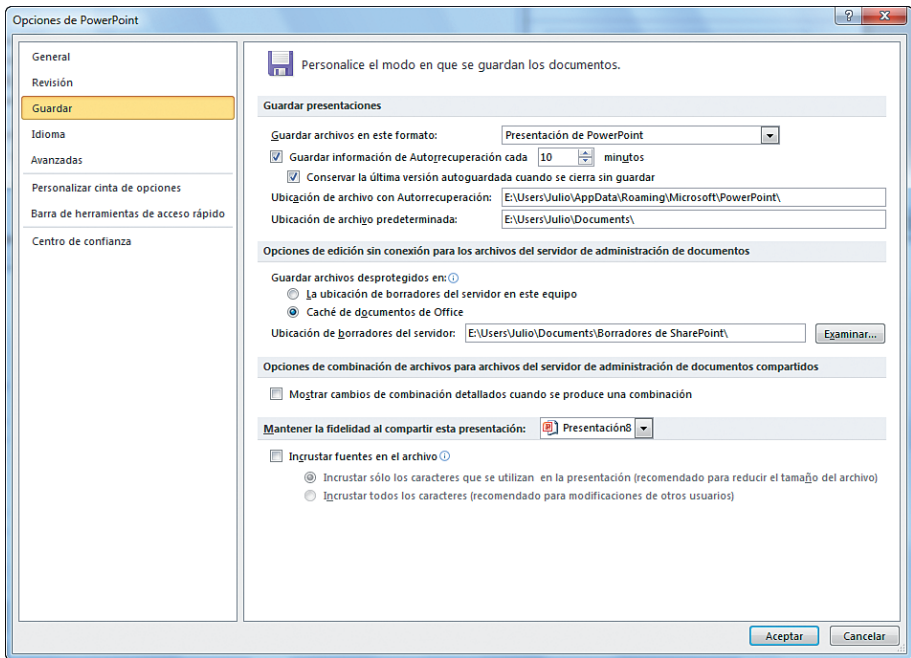 Opciones de PowerPoint
General
Revisión
Guardar
Idioma
Avanzadas
Personalizar cinta de opciones
Barra de herramientas de acceso rápido
Centro de confianza
Personalice el modo en que se guardan los documentos.
Guardar presentaciones
Guardar archivos en este formato: Presentación de PowerPoint
Guardar información de Autorrecuperación cada 10 minutos
Conservar la última versión autoguardada cuando se cierra sin guardar
Ubicación de archivo con Autorrecuperación: E:\Users\Julio\AppData\Roaming\Microsoft\PowerPoint\
Ubicación de archivo predeterminada: E:\Users\Julio\Documents\
Opciones de edición sin conexión para los archivos del servidor de administración de documentos
Guardar archivos desprotegidos en:
La ubicación de borradores del servidor en este equipo
Caché de documentos de Office
Ubicación de borradores del servidor: E:\Users\Julio\Documents\Borradores de SharePoint\ Examinar...
Opciones de combinación de archivos para archivos del servidor de administración de documentos compartidos
Mostrar cambios de combinación detallados cuando se produce una combinación
Mantener la fidelidad al compartir esta presentación: Presentación8
Incrustar fuentes en el archivo
Incrustar sólo los caracteres que se utilizan en la presentación (recomendado para reducir el tamaño del archivo)
Incrustar todos los caracteres (recomendado para modificaciones de otros usuarios)
Aceptar Cancelar